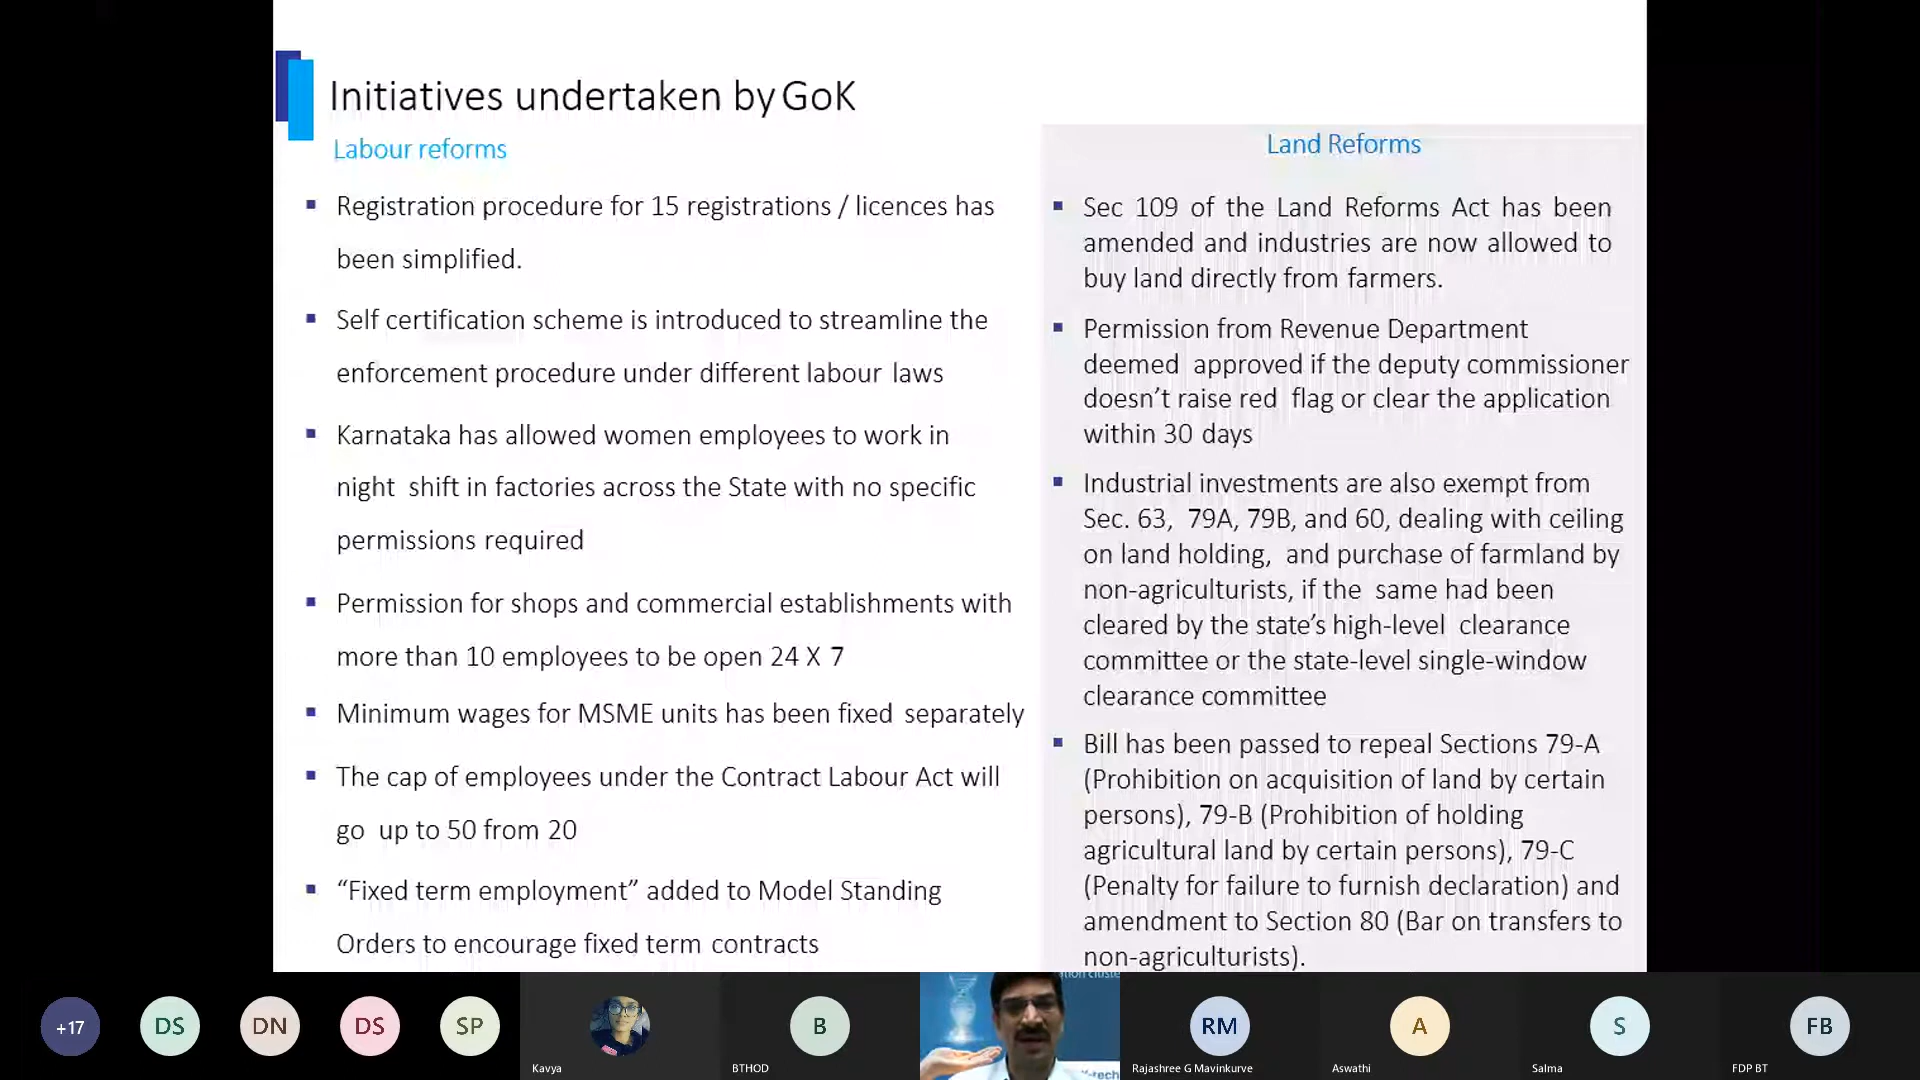 Initiatives undertaken by GoK
Labour reforms
▪ Registration procedure for 15 registrations / licences has
been simplified.
▪ Self certification scheme is introduced to streamline the
enforcement procedure under different labour laws
▪ Karnataka has allowed women employees to work in
night shift in factories across the State with no specific
permissions required
▪ Permission for shops and commercial establishments with
more than 10 employees to be open 24 X 7
▪ Minimum wages for MSME units has been fixed separately
▪ The cap of employees under the Contract Labour Act will
go up to 50 from 20
▪ “Fixed term employment” added to Model Standing
Orders to encourage fixed term contracts
Land Reforms
▪ Sec 109 of the Land Reforms Act has been
amended and industries are now allowed to
buy land directly from farmers.
▪ Permission from Revenue Department
deemed approved if the deputy commissioner
doesn’t raise red flag or clear the application
within 30 days
▪ Industrial investments are also exempt from
Sec. 63, 79A, 79B, and 60, dealing with ceiling
on land holding, and purchase of farmland by
non-agriculturists, if the same had been
cleared by the state’s high-level clearance
committee or the state-level single-window
clearance committee
▪ Bill has been passed to repeal Sections 79-A
(Prohibition on acquisition of land by certain
persons), 79-B (Prohibition of holding
agricultural land by certain persons), 79-C
(Penalty for failure to furnish declaration) and
amendment to Section 80 (Bar on transfers to
non-agriculturists).
+17
DS
DN
DS
SP
Kavya
B
BTHOD
RM
Rajashree G Mavinkurve
A
Aswathi
S
Salma
FB
FDP BT